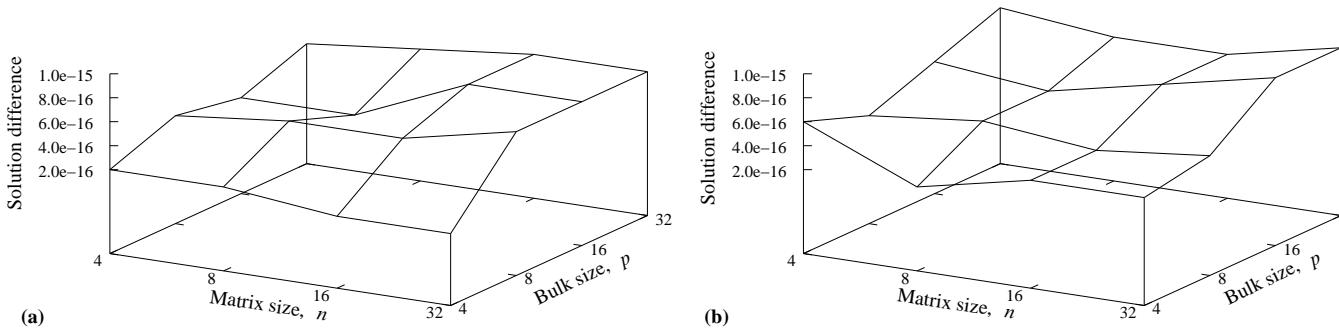 Solution difference
1.0e−15
8.0e−16
6.0e−16
4.0e−16
2.0e−16
4
8
16
32
Matrix size, n
4
8
16
32
Bulk size, p
(a)
Solution difference
1.0e−15
8.0e−16
6.0e−16
4.0e−16
2.0e−16
4
8
16
32
Matrix size, n
4
8
16
Bulk size, p
(b)